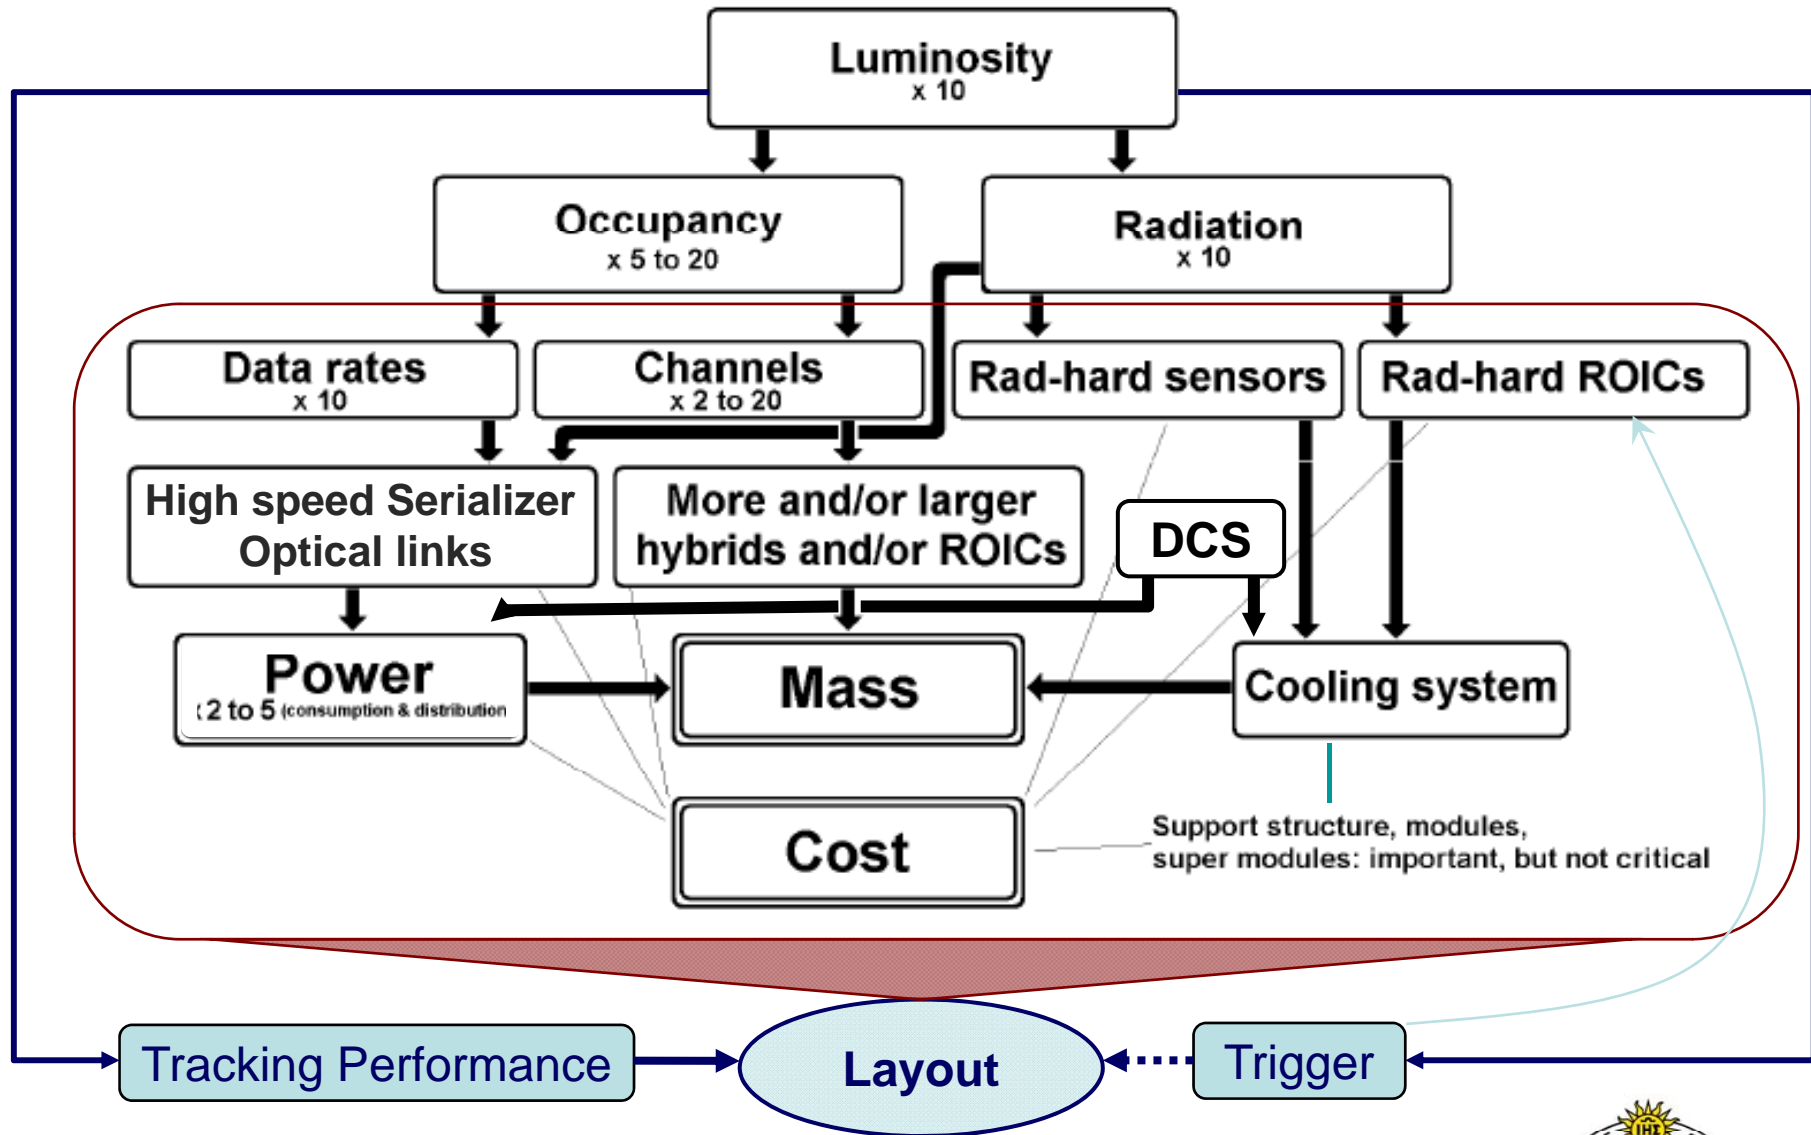 Luminosity
x 10
Occupancy
x 5 to 20
Radiation
x 10
Data rates
x 10
Channels
x 2 to 20
Rad-hard sensors
Rad-hard ROICs
High speed Serializer
Optical links
More and/or larger
hybrids and/or ROICs
DCS
Power
2 to 5 (consumption & distribution
Mass
Cooling system
Cost
Support structure, modules,
super modules: important, but not critical
Tracking Performance
Layout
Trigger
IHS